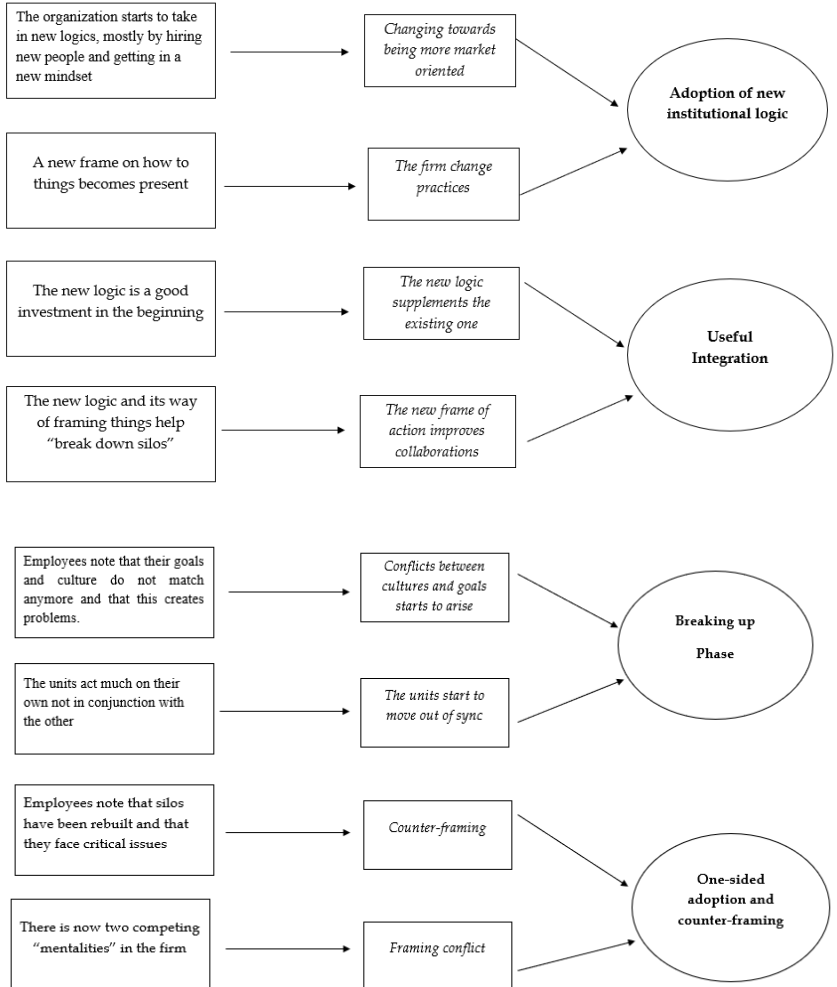 The organization starts to take
in new logics, mostly by hiring
new people and getting in a
new mindset
Changing towards
being more market
oriented
Adoption of new
institutional logic
A new frame on how to
things becomes present
The firm change
practices
The new logic is a good
investment in the beginning
The new logic
supplements the
existing one
Useful
Integration
The new logic and its way
of framing things help
“break down silos”
The new frame of
action improves
collaborations
Employees note that their goals
and culture do not match
anymore and that this creates
problems.
Conflicts between
cultures and goals
starts to arise
Breaking up
Phase
The units act much on their
own not in conjunction with
the other
The units start to
move out of sync
Employees note that silos
have been rebuilt and that
they face critical issues
Counter-framing
One-sided
adoption and
counter-framing
There is now two competing
“mentalities” in the firm
Framing conflict